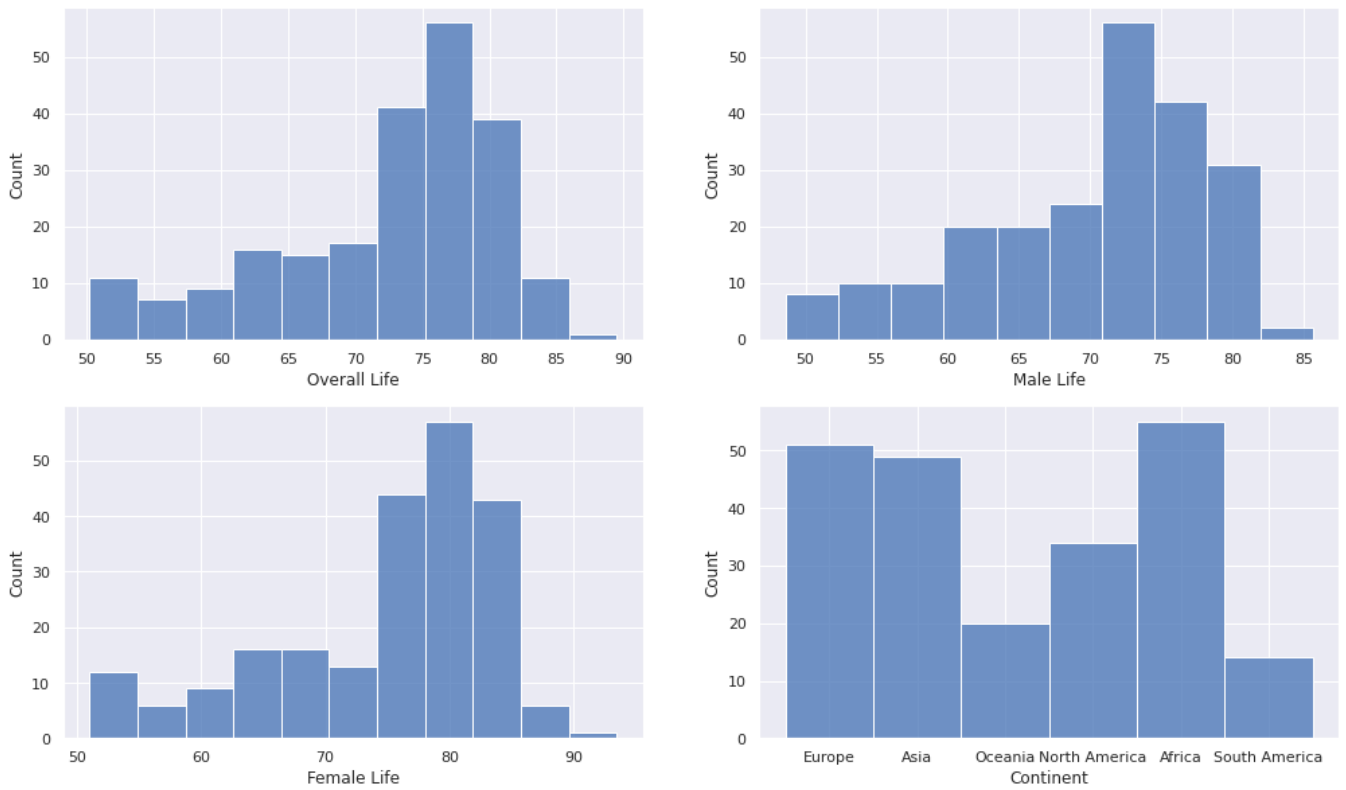 Count
50
40
30
20
10
0
50 55 60 65 70 75 80 85 90
Overall Life
Count
50
40
30
20
10
0
50 55 60 65 70 75 80 85
Male Life
Count
50
40
30
20
10
0
50 60 70 80 90
Female Life
Count
50
40
30
20
10
0
Europe Asia Oceania North America Africa South America
Continent